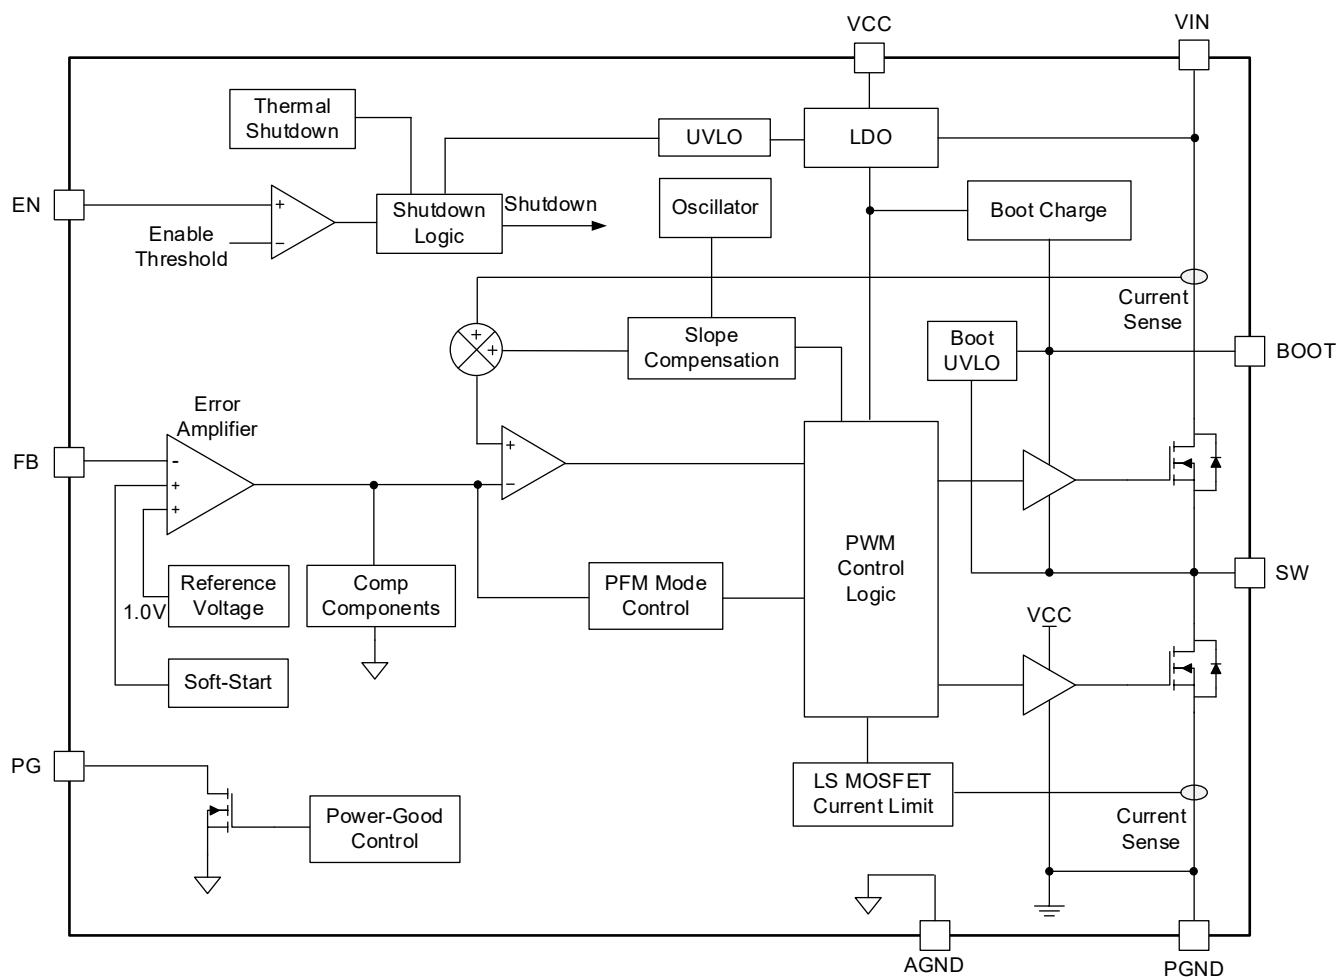 VCC
VIN
Thermal
Shutdown
UVLO
LDO
EN
+
−
Enable
Threshold
Shutdown
Logic
Shutdown
Oscillator
Boot Charge
Current
Sense
+
+
Slope
Compensation
Boot
UVLO
BOOT
Error
Amplifier
FB
-
+
+
+
−
PWM
Control
Logic
SW
Reference
Voltage
1.0V
Comp
Components
PFM Mode
Control
VCC
Soft-Start
PG
Power-Good
Control
LS MOSFET
Current Limit
Current
Sense
AGND
PGND